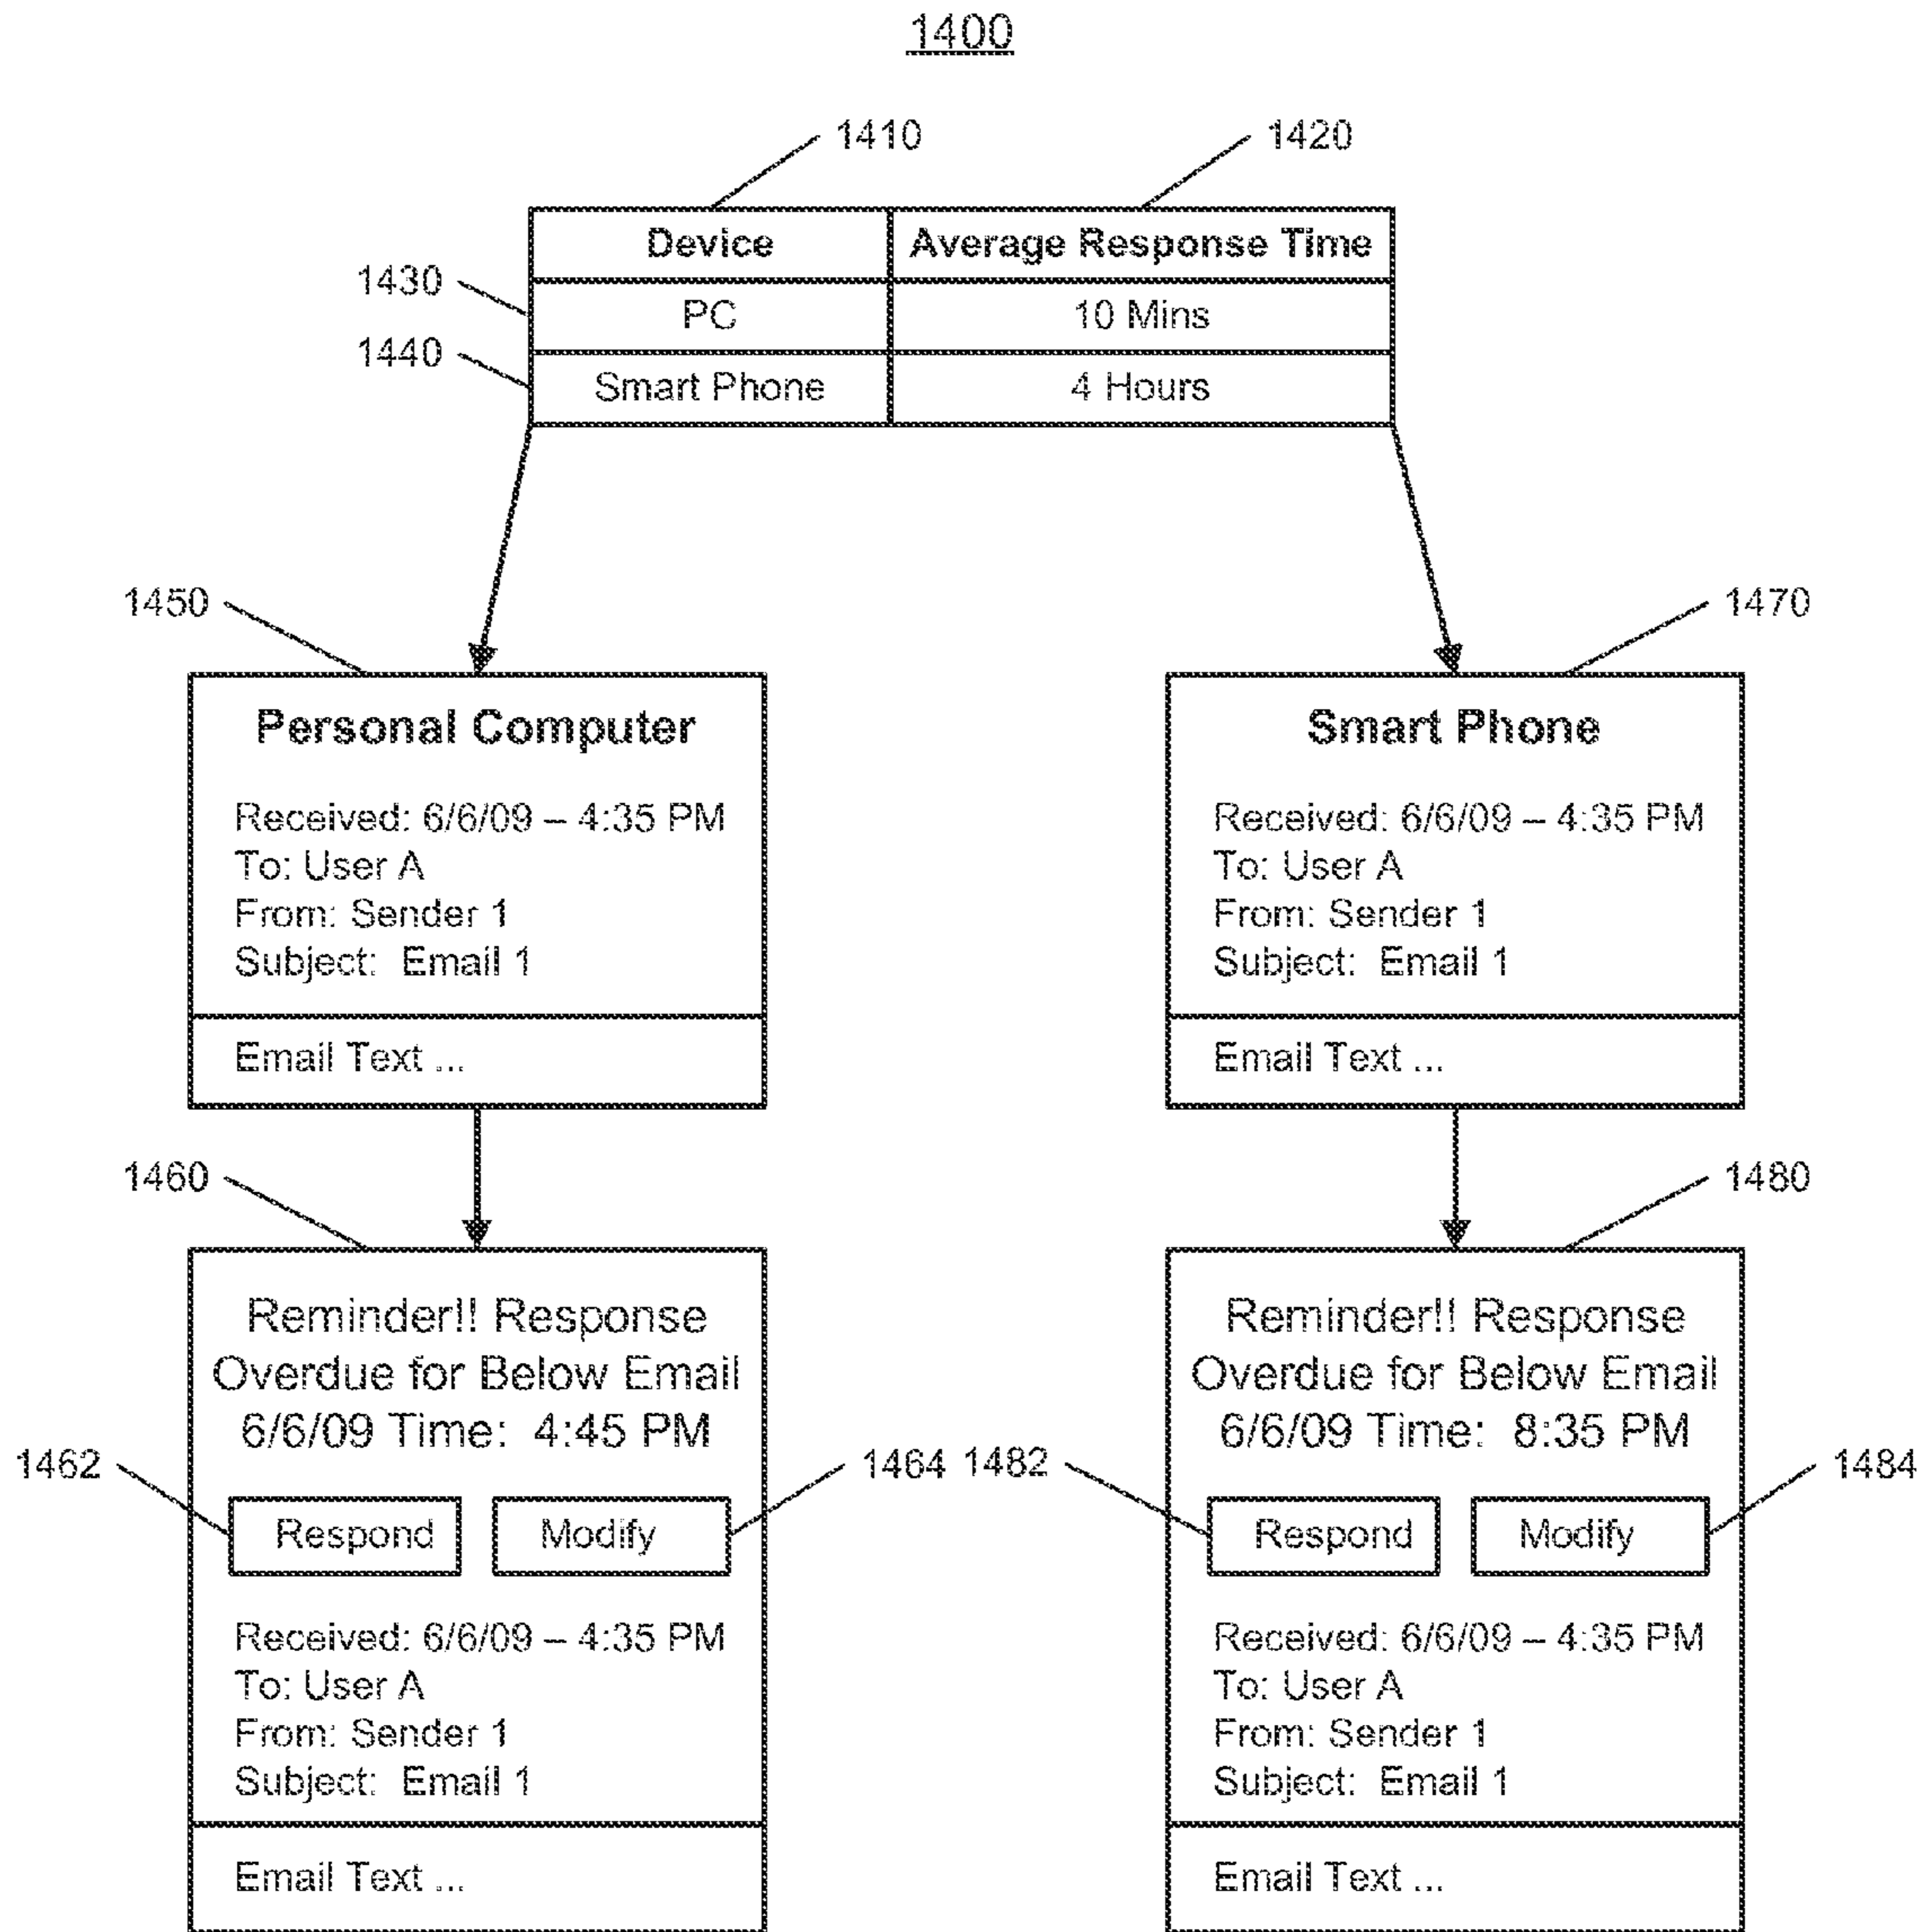 1400
1410
1420
Device
Average Response Time
1430
PC
10 Mins
1440
Smart Phone
4 Hours
1450
Personal Computer
Received: 6/6/09 – 4:35 PM
To: User A
From: Sender 1
Subject: Email 1
Email Text ...
1470
Smart Phone
Received: 6/6/09 – 4:35 PM
To: User A
From: Sender 1
Subject: Email 1
Email Text ...
1460
Reminder!! Response
Overdue for Below Email
6/6/09 Time: 4:45 PM
1462
Respond
Modify
1464
Received: 6/6/09 – 4:35 PM
To: User A
From: Sender 1
Subject: Email 1
Email Text ...
1480
Reminder!! Response
Overdue for Below Email
6/6/09 Time: 8:35 PM
1482
Respond
Modify
1484
Received: 6/6/09 – 4:35 PM
To: User A
From: Sender 1
Subject: Email 1
Email Text ...